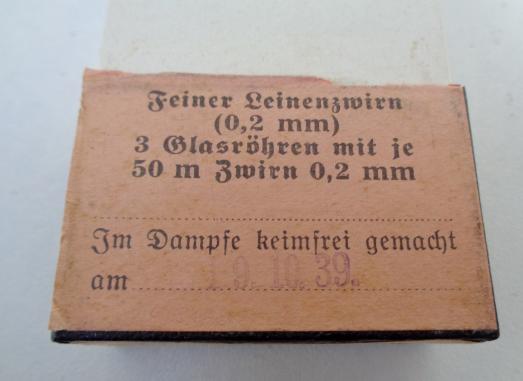 Feiner Leinenzwirn
(0,2 mm)
3 Glasröhren mit je
50 m Zwirn 0,2 mm
Im Dampfe keimfrei gemacht
am 19. 10. 39.